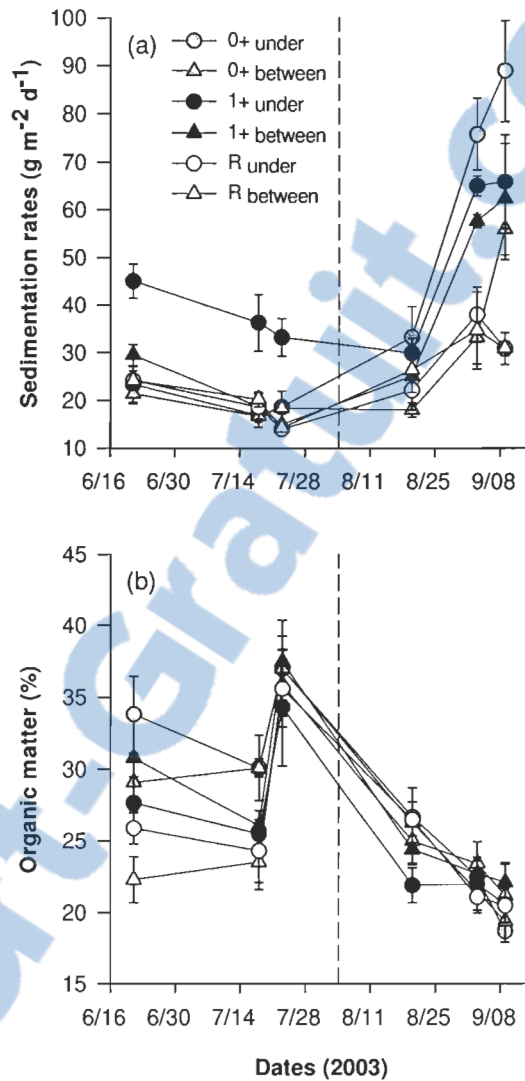 Sedimentation rates (g m⁻² d⁻¹)
100
90
80
70
60
50
40
30
20
10
(a)
0+ under
0+ between
1+ under
1+ between
R under
R between
6/16 6/30 7/14 7/28 8/11 8/25 9/08
Organic matter (%)
45
40
35
30
25
20
15
(b)
6/16 6/30 7/14 7/28 8/11 8/25 9/08
Dates (2003)